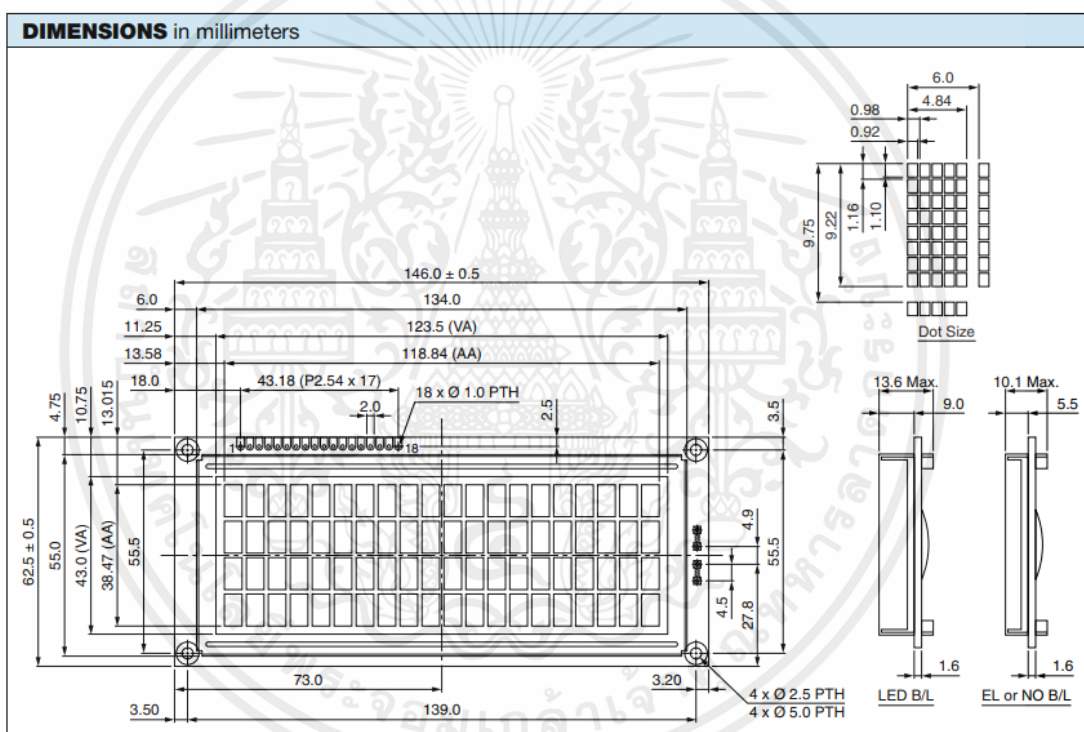 DIMENSIONS in millimeters
6.0
4.84
0.98
0.92
9.75
9.22
1.16
1.10
Dot Size
146.0 ± 0.5
6.0
134.0
11.25
123.5 (VA)
13.58
118.84 (AA)
18.0
43.18 (P2.54 x 17)
18 x Ø 1.0 PTH
2.0
2.5
4.75
10.75
13.015
3.5
1
18
62.5 ± 0.5
55.0
43.0 (VA)
38.47 (AA)
55.5
4.9
55.5
4.5
27.8
73.0
3.20
3.50
139.0
4 x Ø 2.5 PTH
4 x Ø 5.0 PTH
13.6 Max.
9.0
1.6
LED B/L
10.1 Max.
5.5
1.6
EL or NO B/L